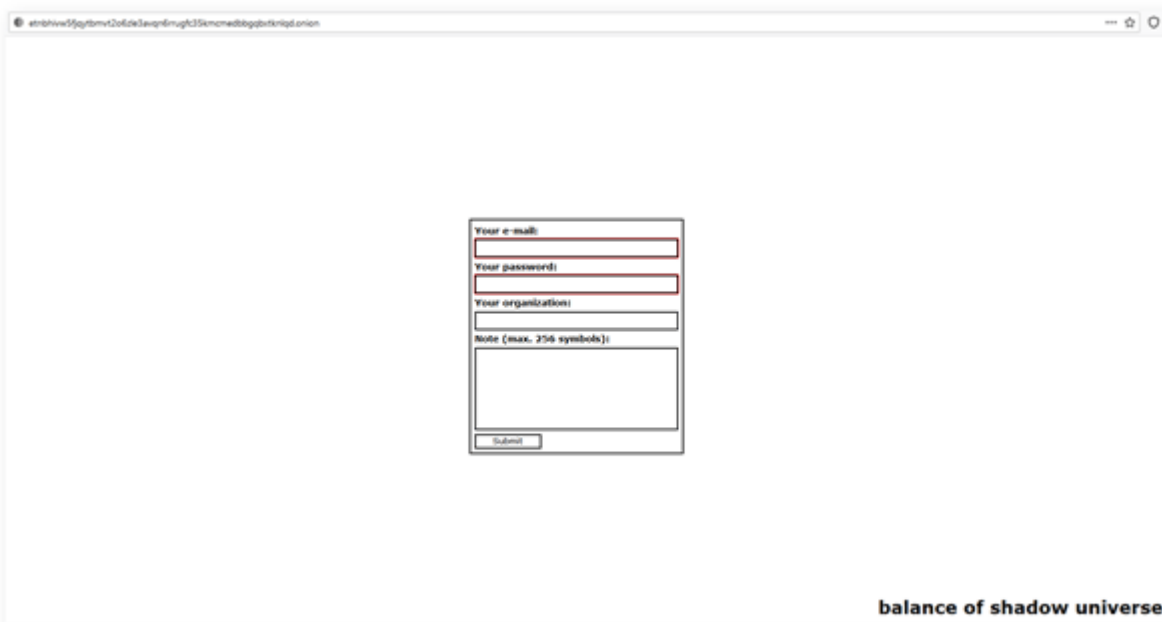 Your e-mail:
Your password:
Your organization:
Note (max. 256 symbols):
Submit
balance of shadow universe